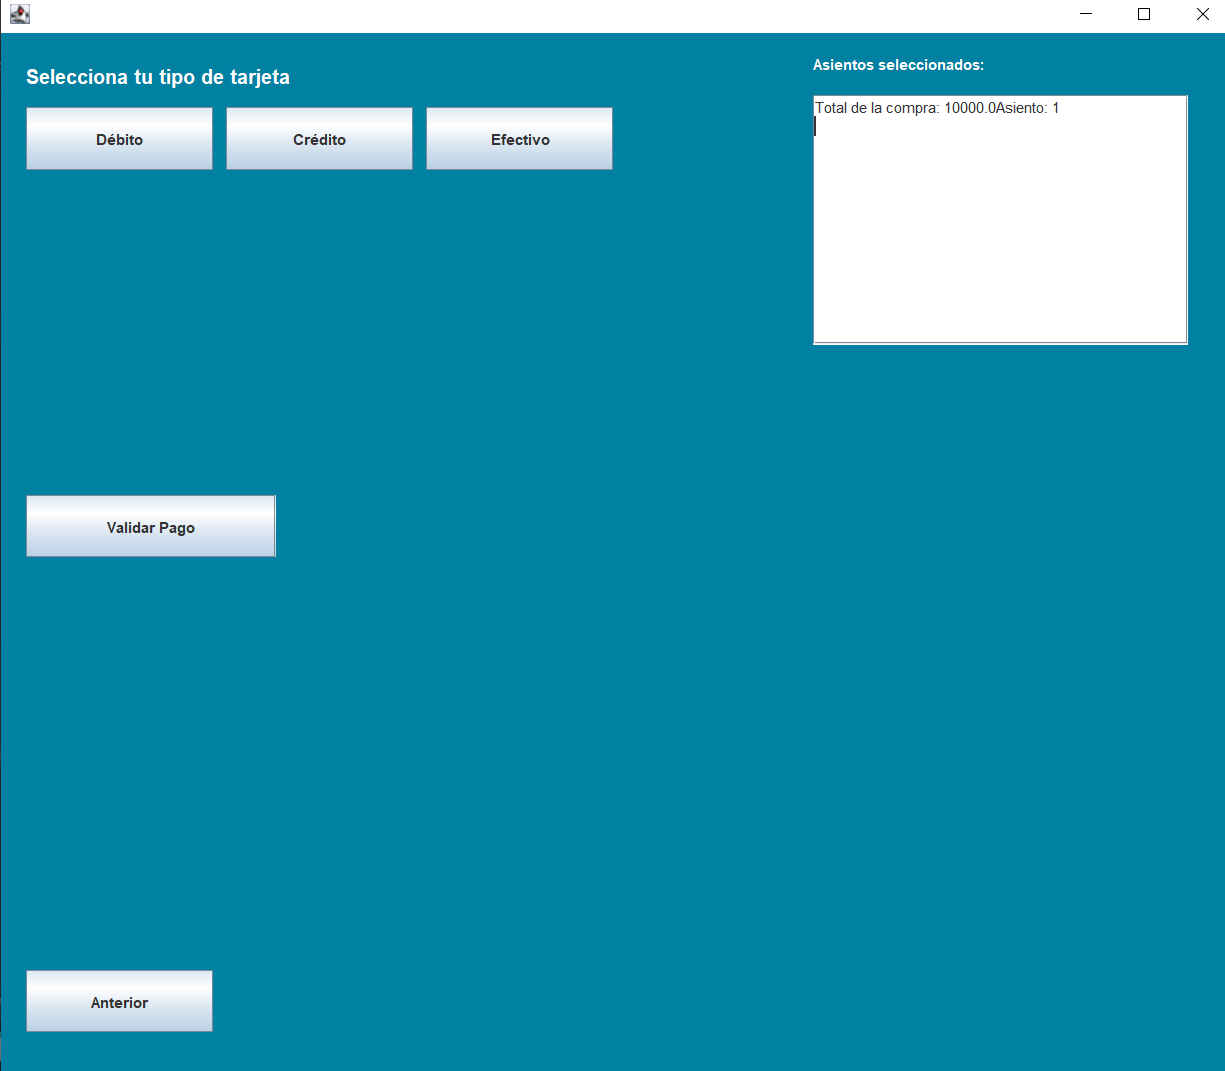 Selecciona tu tipo de tarjeta
Débito
Crédito
Efectivo
Asientos seleccionados:
Total de la compra: 10000.0Asiento: 1
Validar Pago
Anterior